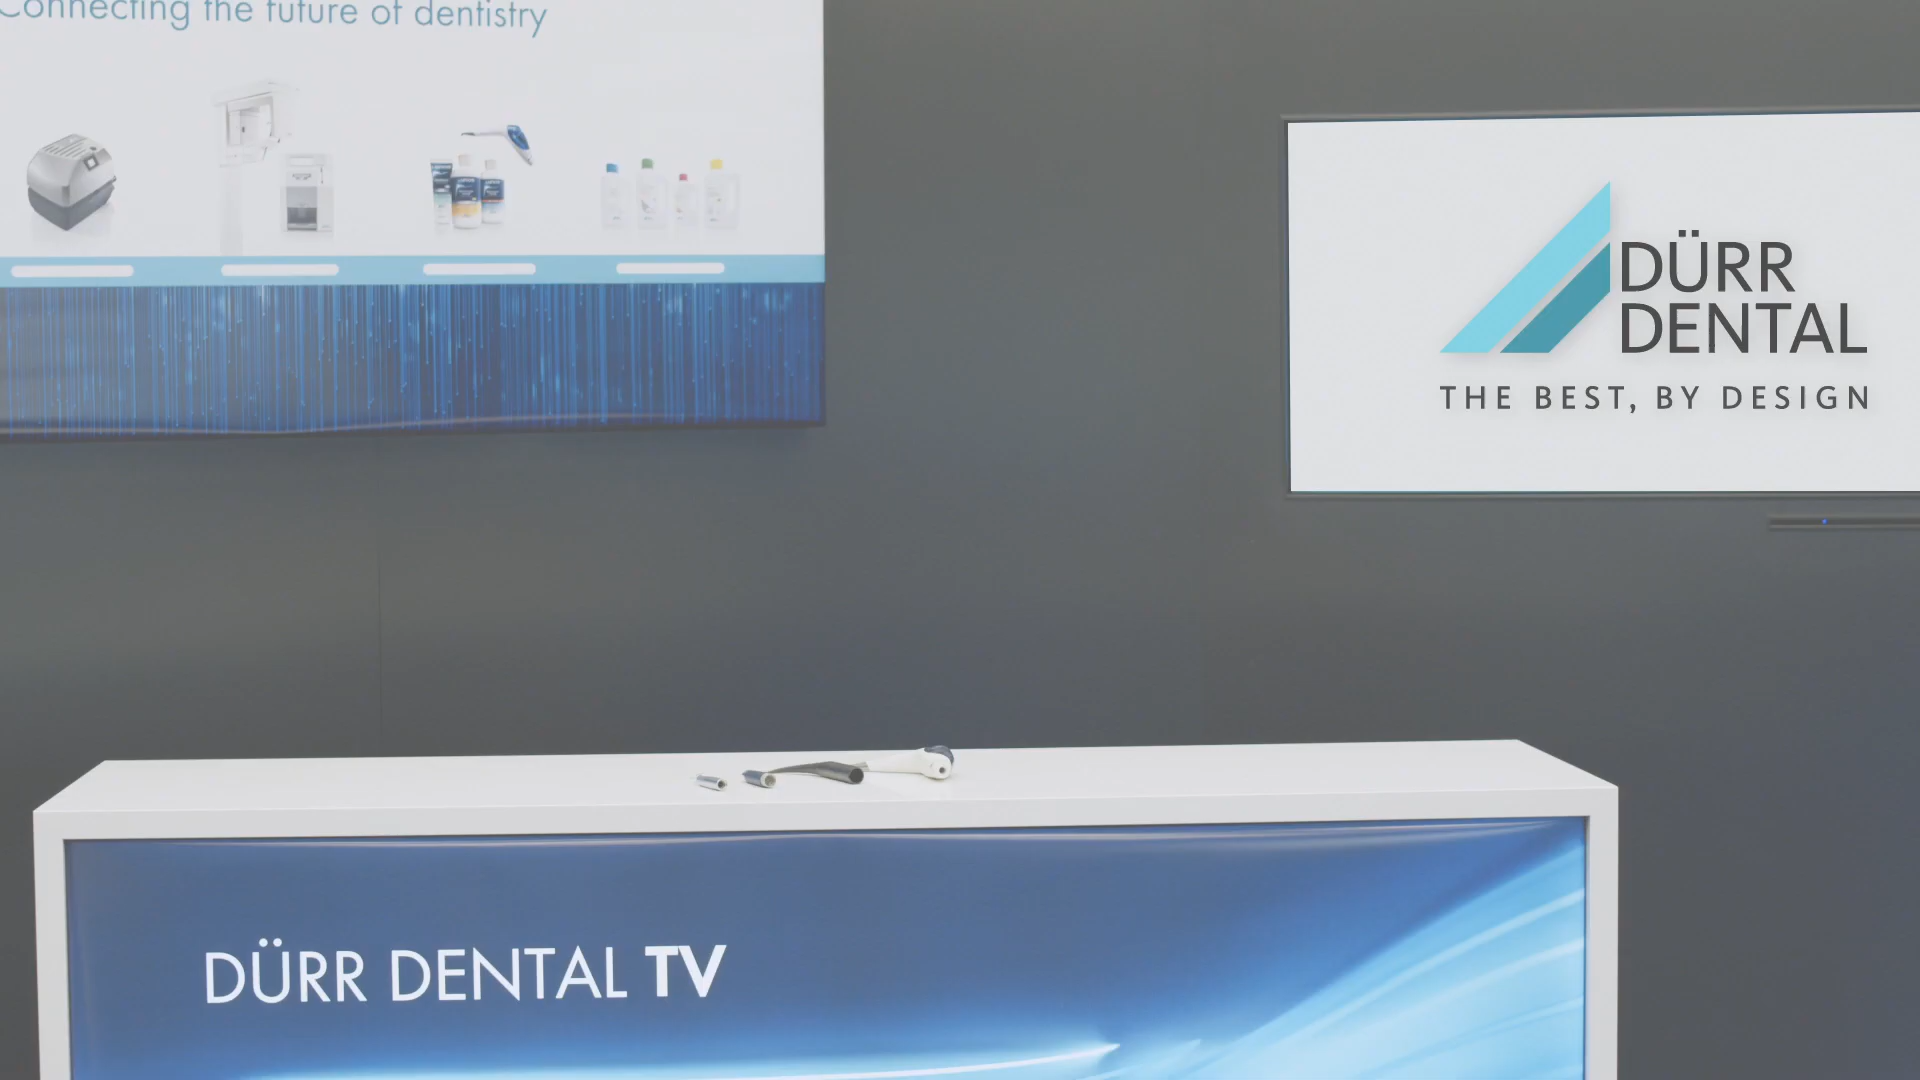 Connecting the future of dentistry
DÜRR
DENTAL
THE BEST, BY DESIGN
DÜRR DENTAL TV